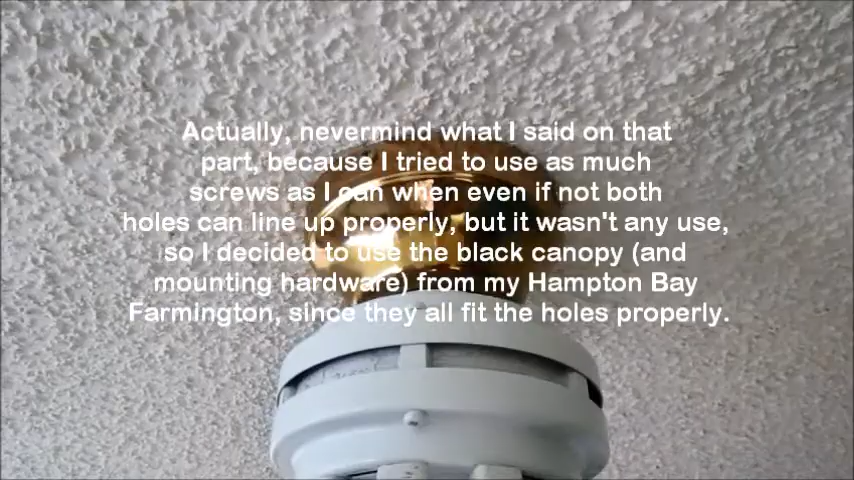 Actually, nevermind what I said on that
part, because I tried to use as much
screws as I can when even if not both
holes can line up properly, but it wasn't any use,
so I decided to use the black canopy (and
mounting hardware) from my Hampton Bay
Farmington, since they all fit the holes properly.